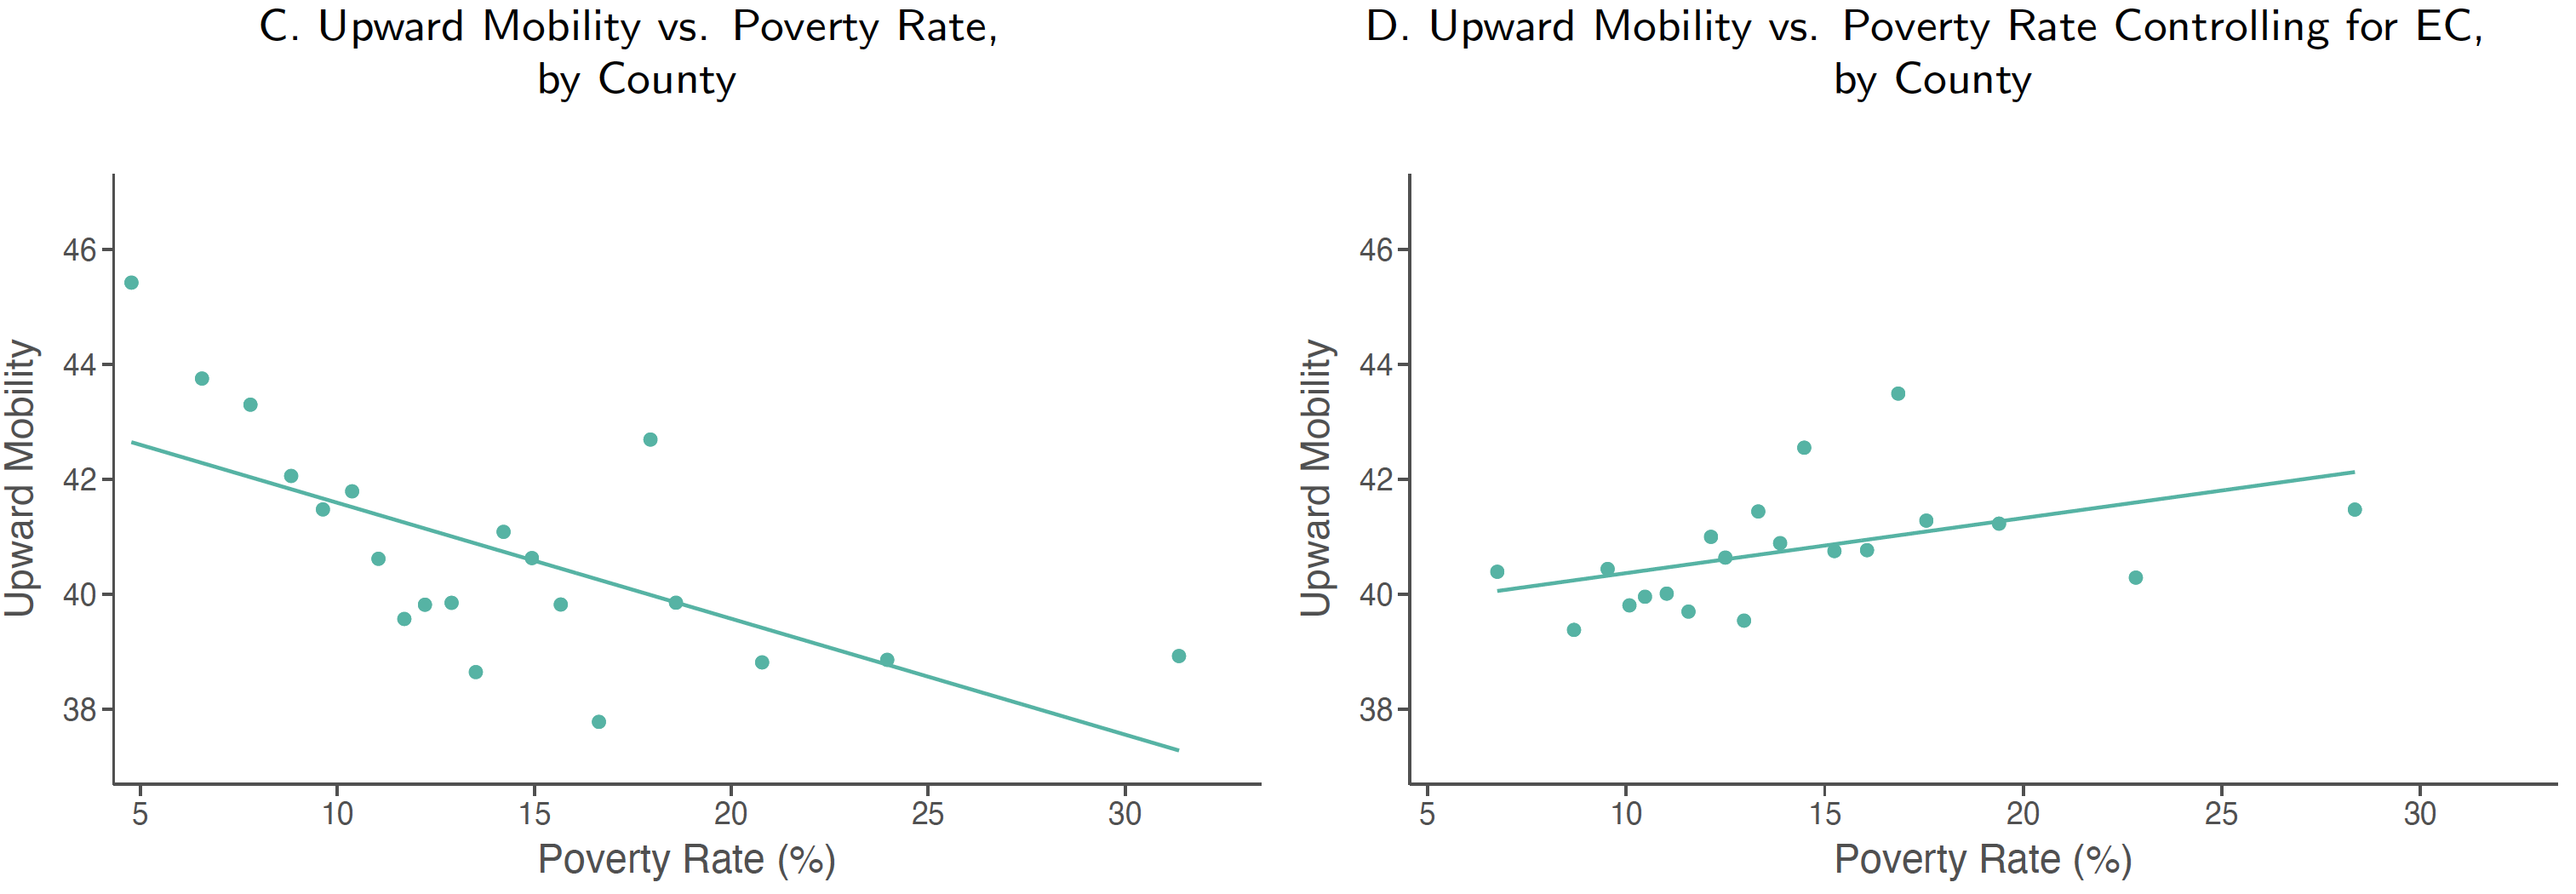 C. Upward Mobility vs. Poverty Rate,
by County
46
44
42
40
38
Upward Mobility
5 10 15 20 25 30
Poverty Rate (%)
D. Upward Mobility vs. Poverty Rate Controlling for EC,
by County
46
44
42
40
38
Upward Mobility
5 10 15 20 25 30
Poverty Rate (%)